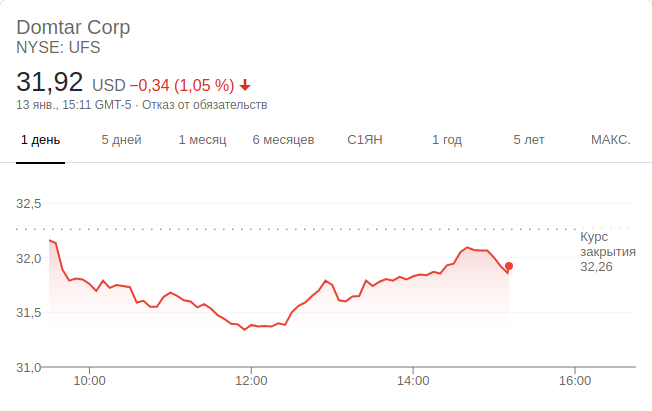 Domtar Corp
NYSE: UFS
31,92 USD −0,34 (1,05 %)
13 янв., 15:11 GMT-5 · Отказ от обязательств
1 день 5 дней 1 месяц 6 месяцев С1ЯН 1 год 5 лет МАКС.
32,5
Курс
закрытия
32,26
32,0
31,5
31,0
10:00 12:00 14:00 16:00